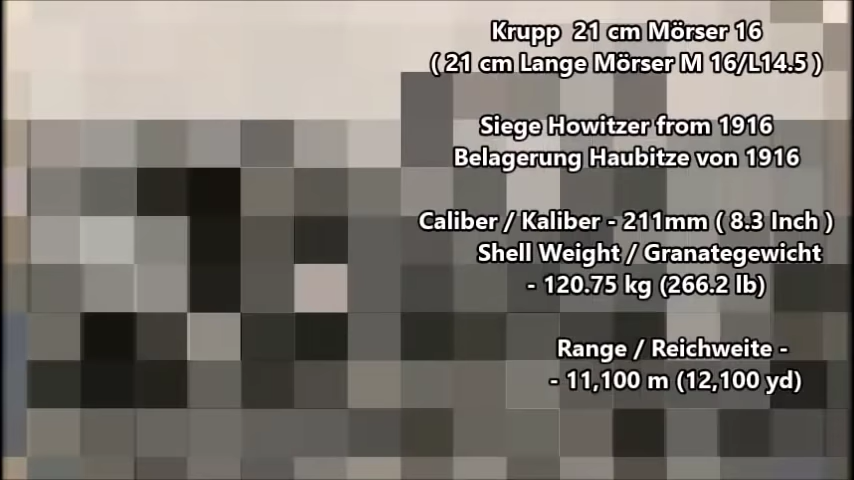 Krupp 21 cm Mörser 16
( 21 cm Lange Mörser M 16/L14.5 )
Siege Howitzer from 1916
Belagerung Haubitze von 1916
Caliber / Kaliber - 211mm ( 8.3 Inch )
Shell Weight / Granategewicht
- 120.75 kg (266.2 lb)
Range / Reichweite -
- 11,100 m (12,100 yd)